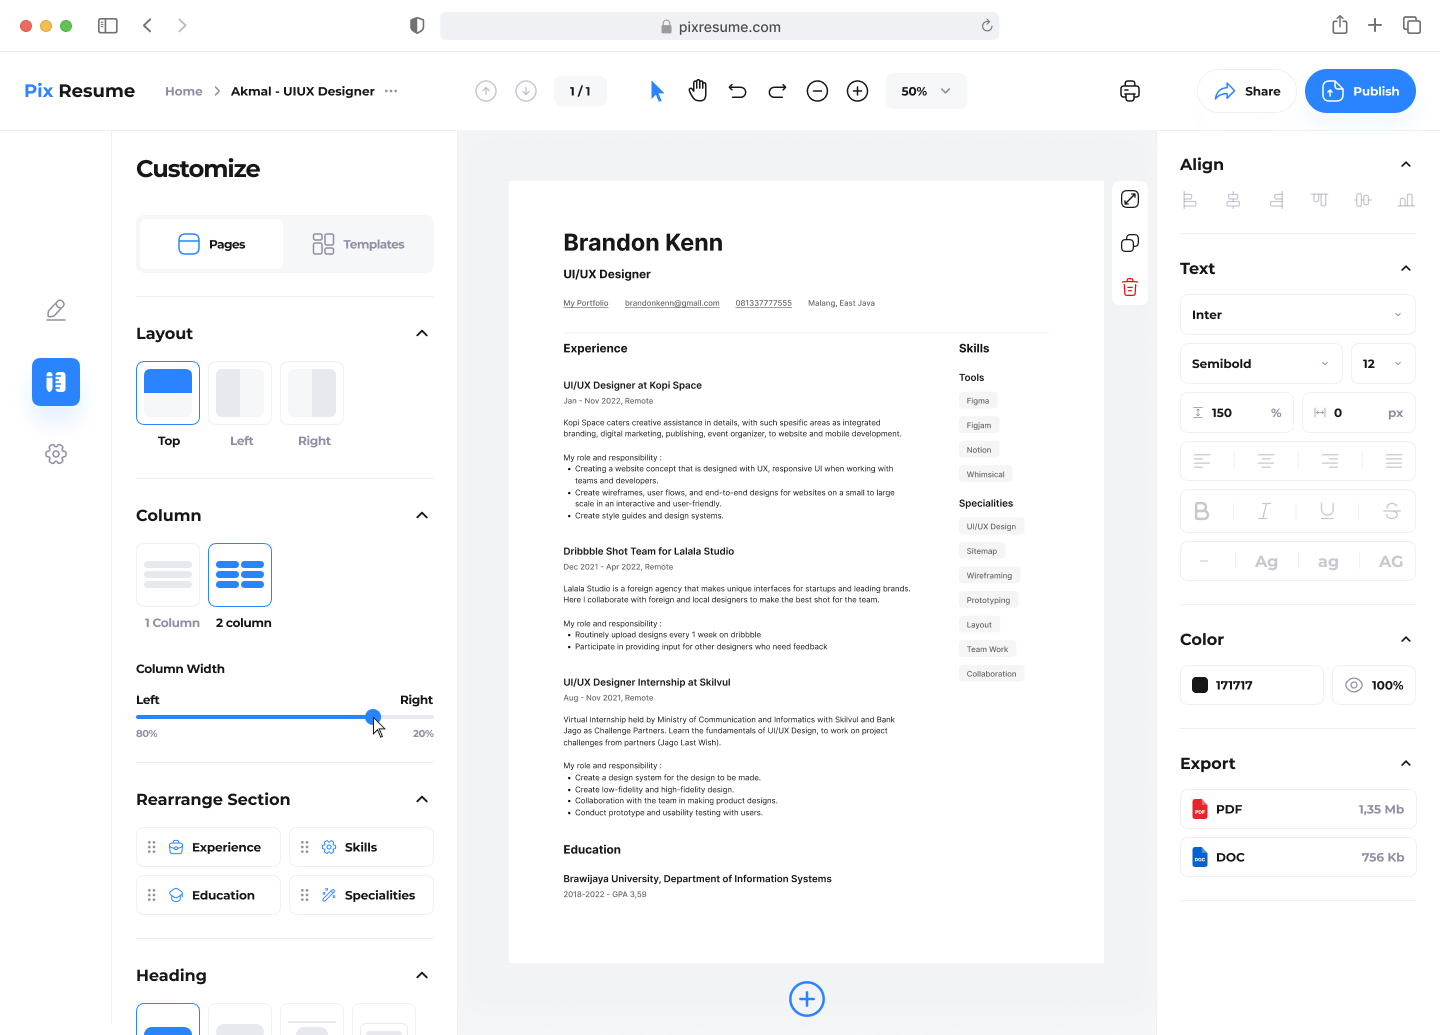 pixresume.com
Pix Resume
Home
Akmal - UIUX Designer
1 / 1
50%
Share
Publish
Customize
Pages
Templates
Layout
Top
Left
Right
Column
1 Column
2 column
Column Width
Left
Right
80%
20%
Rearrange Section
Experience
Skills
Education
Specialities
Heading
Brandon Kenn
UI/UX Designer
My Portfolio
brandonkenn@gmail.com
081337777555
Malang, East Java
Experience
UI/UX Designer at Kopi Space
Jan - Nov 2022, Remote
Kopi Space caters creative assistance in details, with such spesific areas as integrated
branding, digital marketing, publishing, event organizer, to website and mobile development.
My role and responsibility :
• Creating a website concept that is designed with UX, responsive UI when working with
teams and developers.
• Create wireframes, user flows, and end-to-end designs for websites on a small to large
scale in an interactive and user-friendly.
• Create style guides and design systems.
Dribbble Shot Team for Lalala Studio
Dec 2021 - Apr 2022, Remote
Lalala Studio is a foreign agency that makes unique interfaces for startups and leading brands.
Here I collaborate with foreign and local designers to make the best shot for the team.
My role and responsibility :
• Routinely upload designs every 1 week on dribbble
• Participate in providing input for other designers who need feedback
UI/UX Designer Internship at Skilvul
Aug - Nov 2021, Remote
Virtual Internship held by Ministry of Communication and Informatics with Skilvul and Bank
Jago as Challenge Partners. Learn the fundamentals of UI/UX Design, to work on project
challenges from partners (Jago Last Wish).
My role and responsibility :
• Create a design system for the design to be made.
• Create low-fidelity and high-fidelity design.
• Collaboration with the team in making product designs.
• Conduct prototype and usability testing with users.
Education
Brawijaya University, Department of Information Systems
2018-2022 - GPA 3,59
Skills
Tools
Figma
Figjam
Notion
Whimsical
Specialities
UI/UX Design
Sitemap
Wireframing
Prototyping
Layout
Team Work
Collaboration
Align
Text
Inter
Semibold
12
150
%
0
px
B
I
U
S
–
Ag
ag
AG
Color
171717
100%
Export
PDF
PDF
1,35 Mb
DOC
DOC
756 Kb